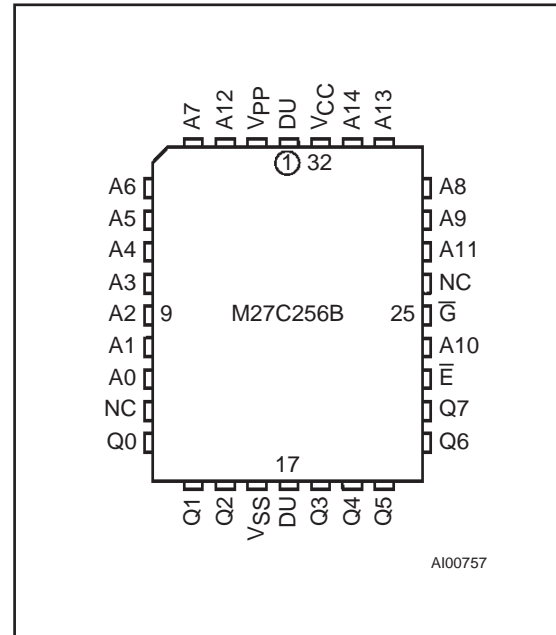 A7 A12 VPP DU VCC A14 A13
1 32
A6 A8
A5 A9
A4 A11
A3 NC
A2 9 M27C256B 25 G̅
A1 A10
A0 E̅
NC Q7
Q0 Q6
17
Q1 Q2 VSS DU Q3 Q4 Q5
AI00757